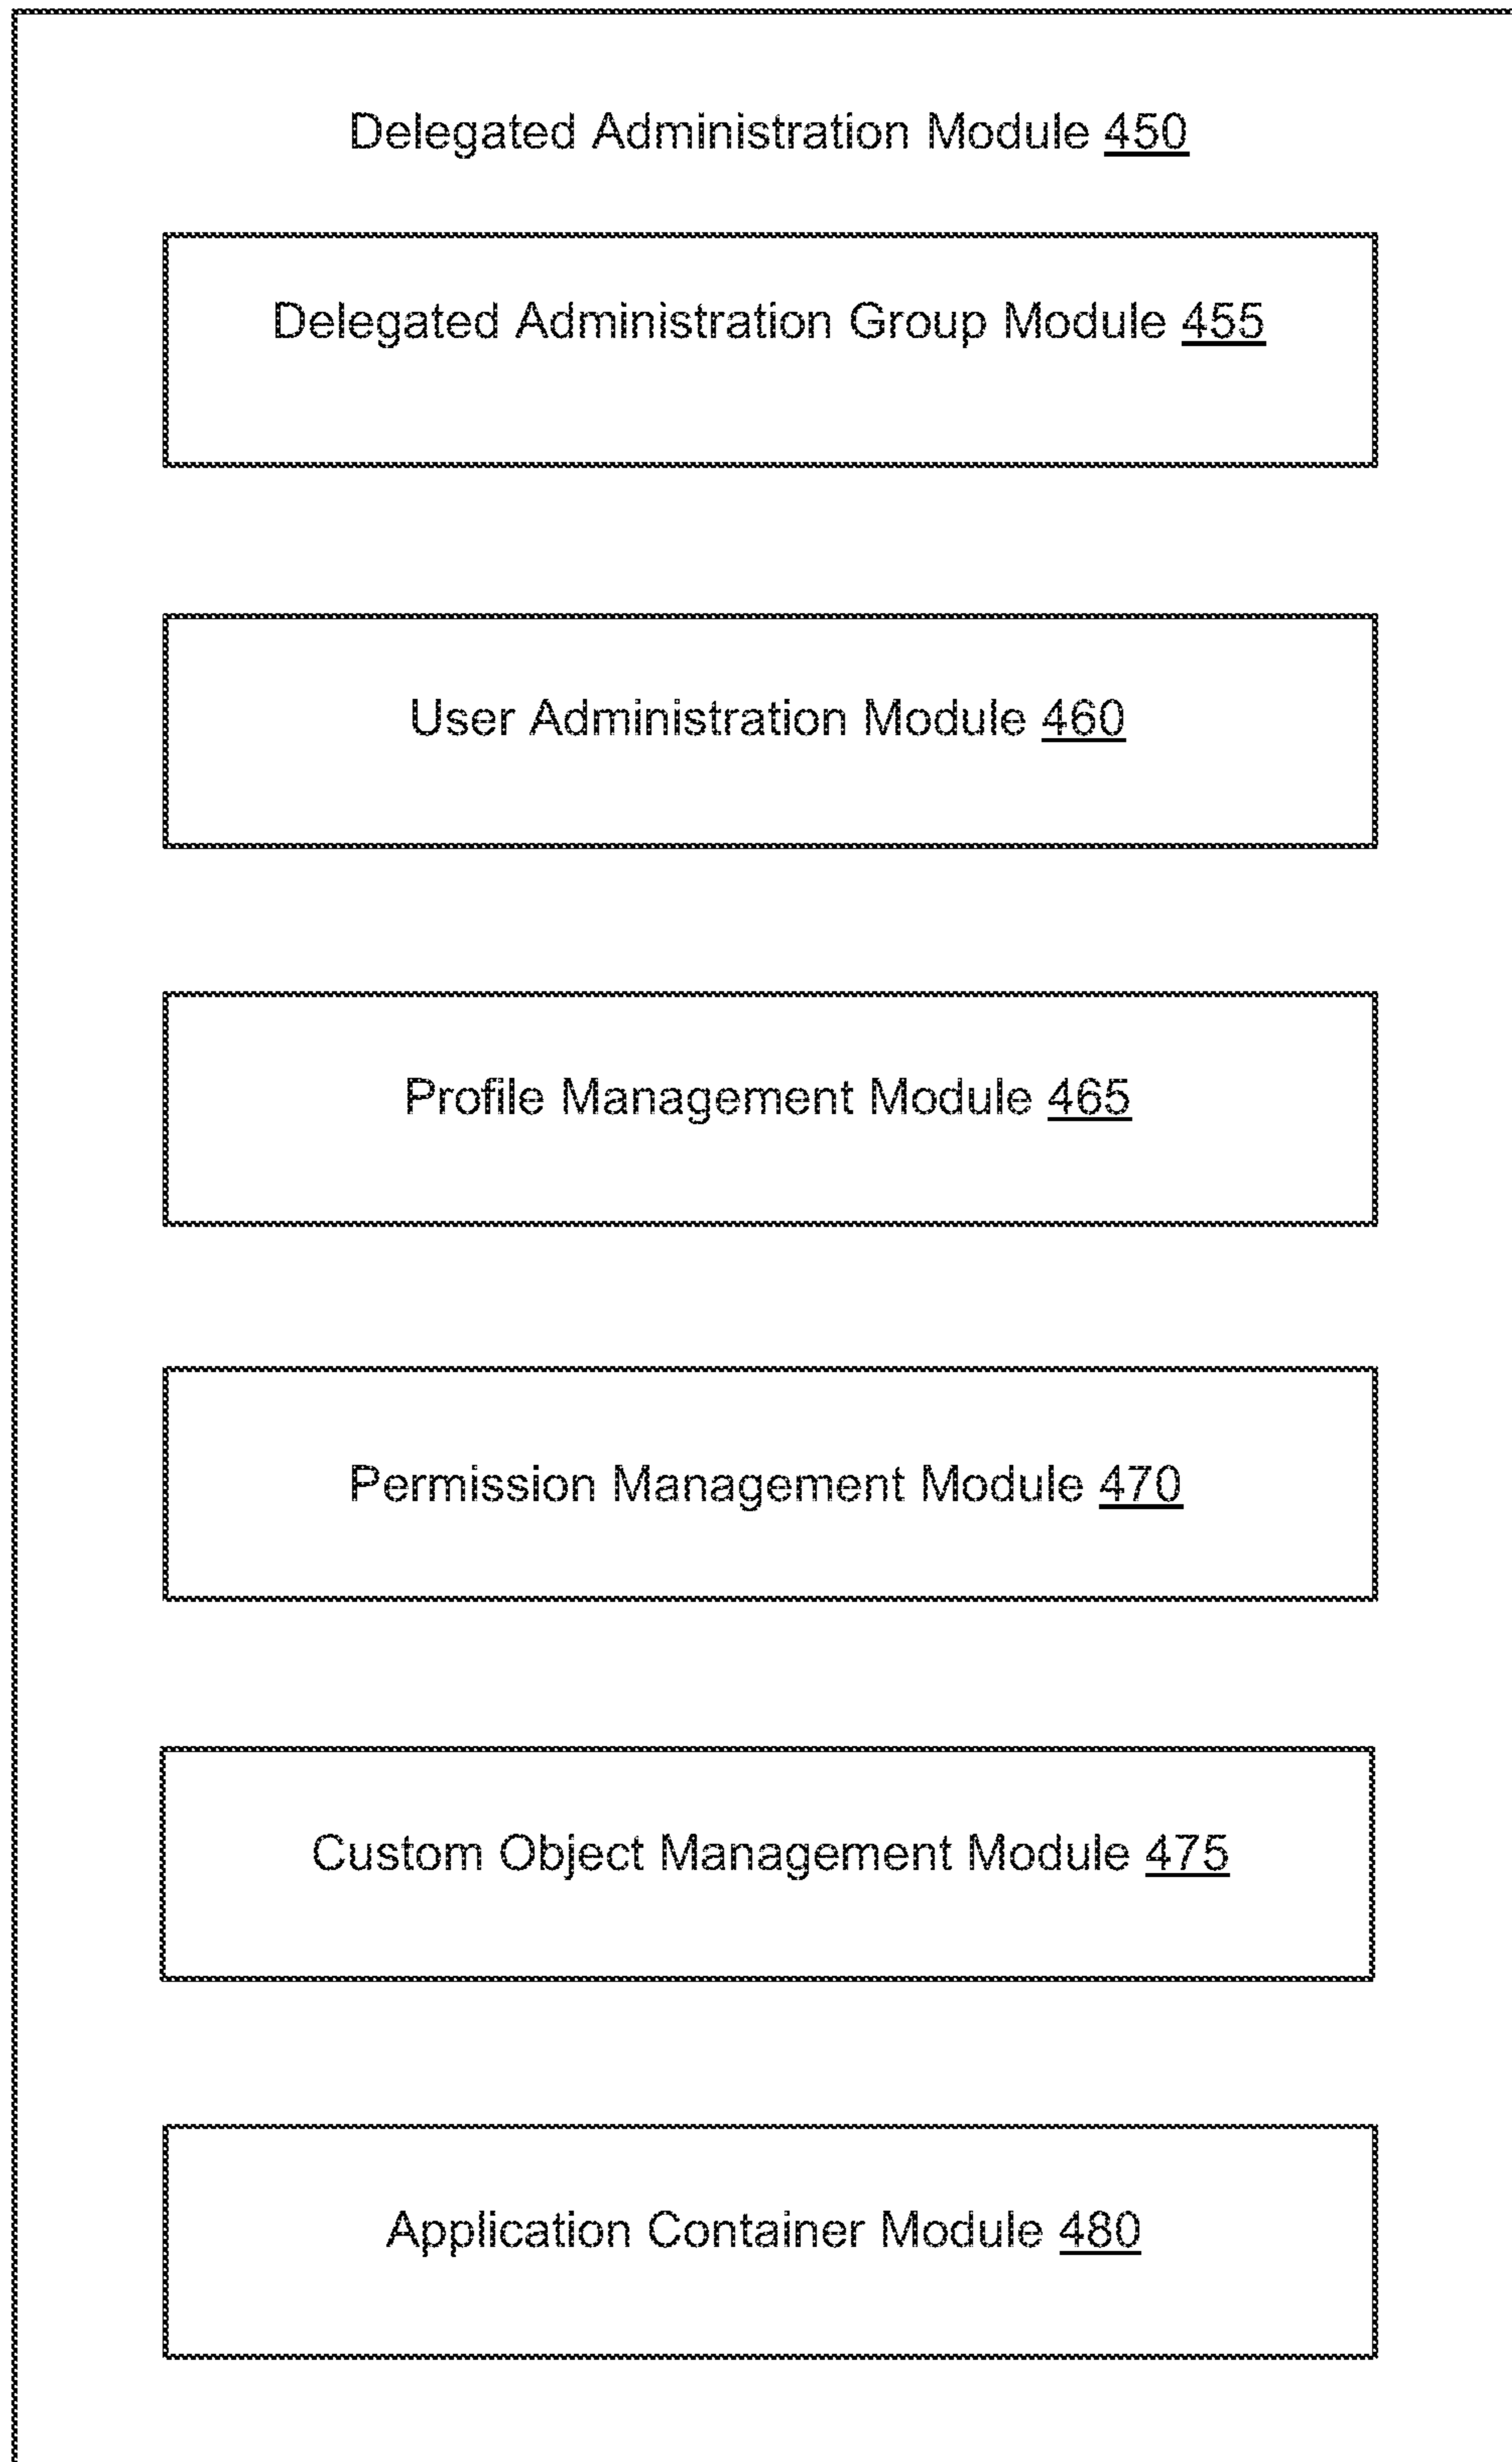 Delegated Administration Module 450
Delegated Administration Group Module 455
User Administration Module 460
Profile Management Module 465
Permission Management Module 470
Custom Object Management Module 475
Application Container Module 480